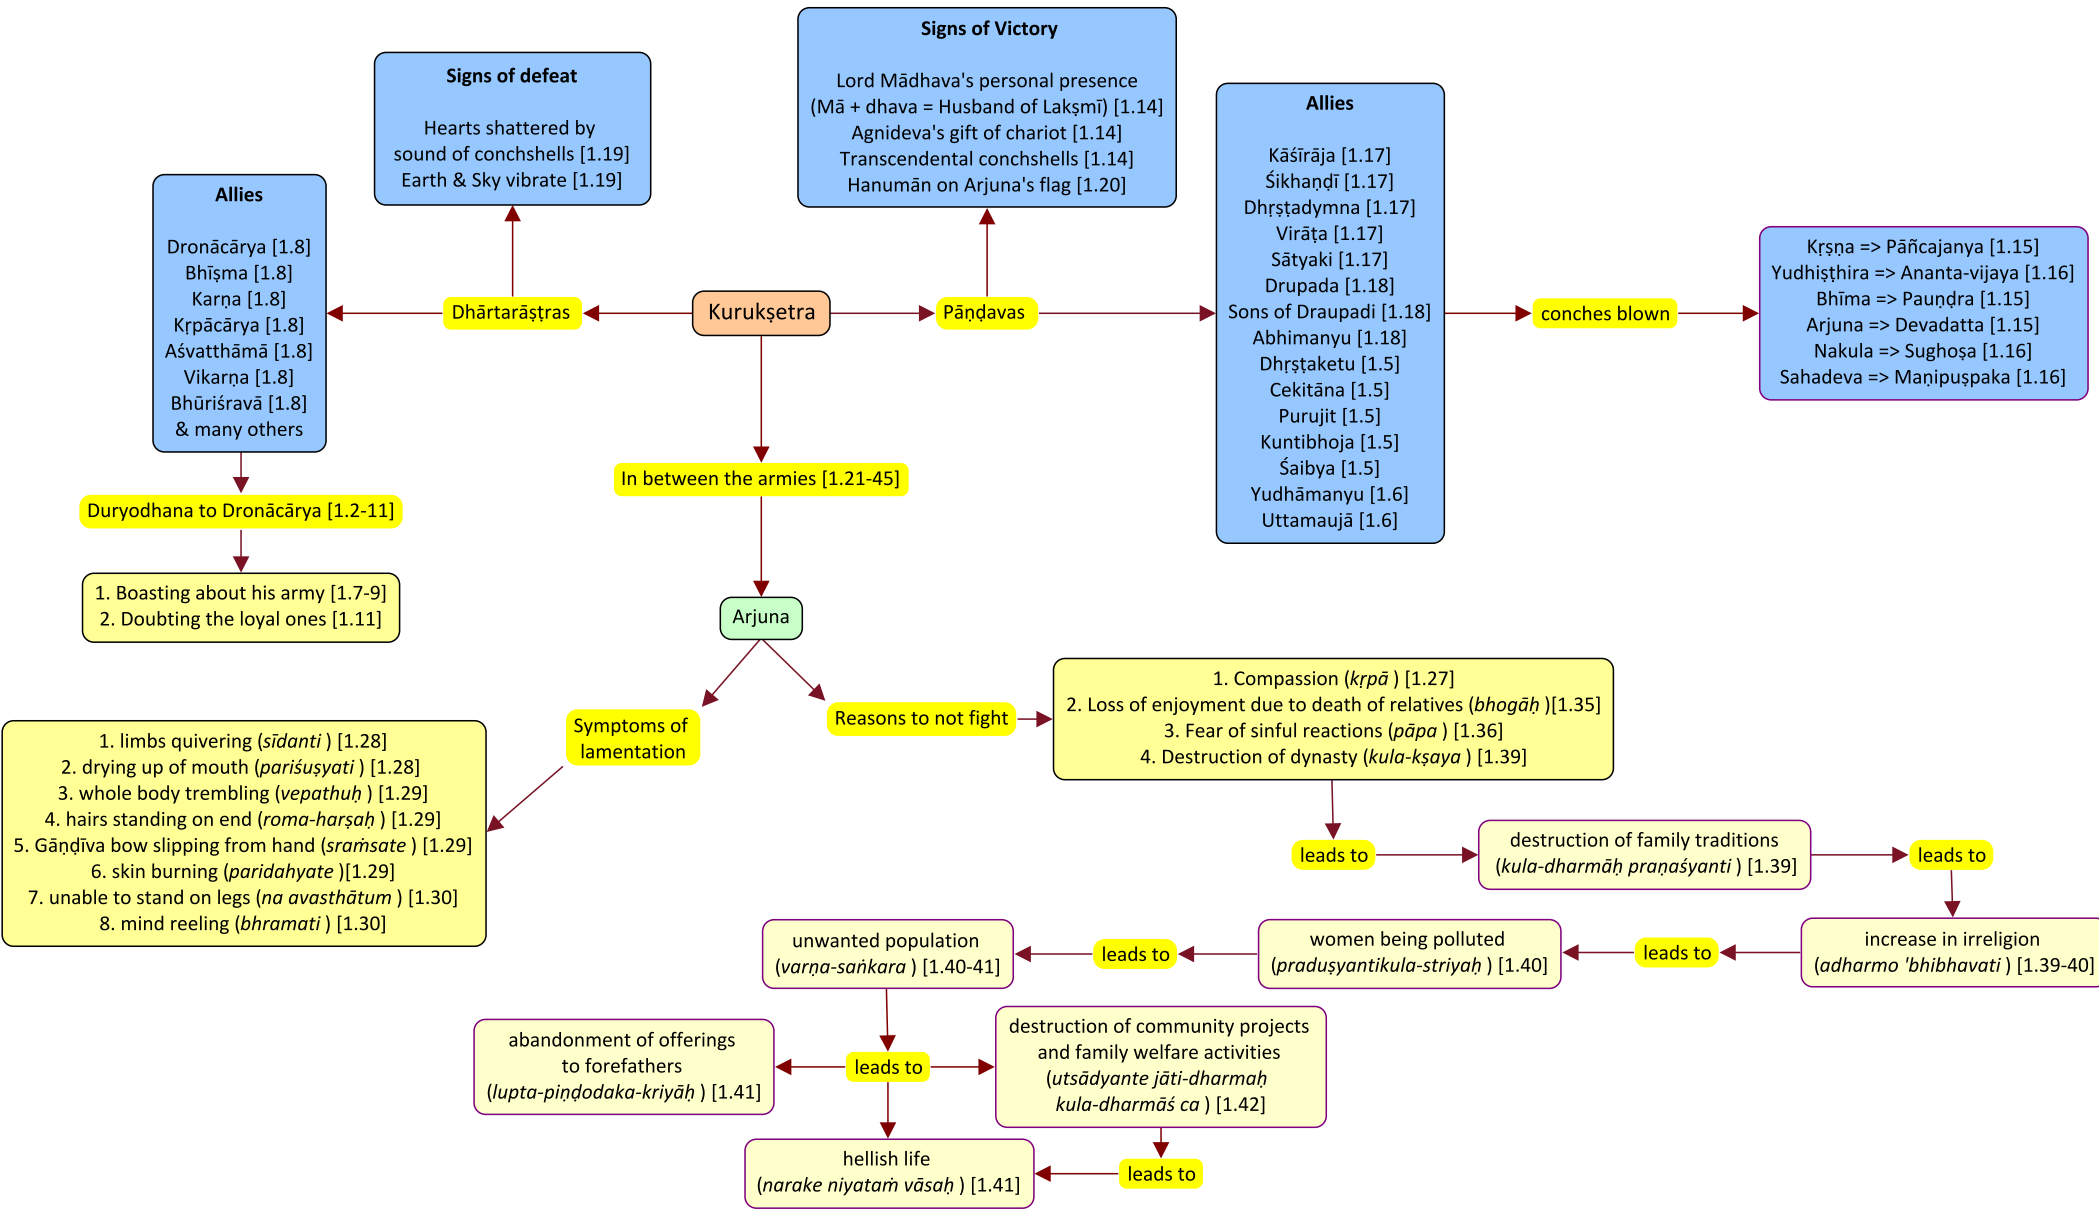 Signs of Victory
Lord Mādhava's personal presence
(Mā + dhava = Husband of Lakṣmī) [1.14]
Agnideva's gift of chariot [1.14]
Transcendental conchshells [1.14]
Hanumān on Arjuna's flag [1.20]
Signs of defeat
Hearts shattered by
sound of conchshells [1.19]
Earth & Sky vibrate [1.19]
Allies
Kāśīrāja [1.17]
Śikhaṇḍī [1.17]
Dhṛṣṭadymna [1.17]
Virāṭa [1.17]
Sātyaki [1.17]
Drupada [1.18]
Sons of Draupadi [1.18]
Abhimanyu [1.18]
Dhṛṣṭaketu [1.5]
Cekitāna [1.5]
Purujit [1.5]
Kuntibhoja [1.5]
Śaibya [1.5]
Yudhāmanyu [1.6]
Uttamaujā [1.6]
Allies
Dronācārya [1.8]
Bhīṣma [1.8]
Karṇa [1.8]
Kṛpācārya [1.8]
Aśvatthāmā [1.8]
Vikarṇa [1.8]
Bhūriśravā [1.8]
& many others
Dhārtarāṣṭras
Kurukṣetra
Pāṇḍavas
conches blown
Kṛṣṇa => Pāñcajanya [1.15]
Yudhiṣṭhira => Ananta-vijaya [1.16]
Bhīma => Pauṇḍra [1.15]
Arjuna => Devadatta [1.15]
Nakula => Sughoṣa [1.16]
Sahadeva => Maṇipuṣpaka [1.16]
In between the armies [1.21-45]
Duryodhana to Dronācārya [1.2-11]
1. Boasting about his army [1.7-9]
2. Doubting the loyal ones [1.11]
Arjuna
Symptoms of
lamentation
Reasons to not fight
1. Compassion (kṛpā ) [1.27]
2. Loss of enjoyment due to death of relatives (bhogāḥ )[1.35]
3. Fear of sinful reactions (pāpa ) [1.36]
4. Destruction of dynasty (kula-kṣaya ) [1.39]
1. limbs quivering (sīdanti ) [1.28]
2. drying up of mouth (pariśuṣyati ) [1.28]
3. whole body trembling (vepathuḥ ) [1.29]
4. hairs standing on end (roma-harṣaḥ ) [1.29]
5. Gāṇḍīva bow slipping from hand (sraṁsate ) [1.29]
6. skin burning (paridahyate )[1.29]
7. unable to stand on legs (na avasthātum ) [1.30]
8. mind reeling (bhramati ) [1.30]
leads to
destruction of family traditions
(kula-dharmāḥ praṇaśyanti ) [1.39]
leads to
increase in irreligion
(adharmo 'bhibhavati ) [1.39-40]
leads to
women being polluted
(praduṣyantikula-striyaḥ ) [1.40]
leads to
unwanted population
(varṇa-saṅkara ) [1.40-41]
leads to
abandonment of offerings
to forefathers
(lupta-piṇḍodaka-kriyāḥ ) [1.41]
destruction of community projects
and family welfare activities
(utsādyante jāti-dharmaḥ
kula-dharmāś ca ) [1.42]
leads to
hellish life
(narake niyataṁ vāsaḥ ) [1.41]